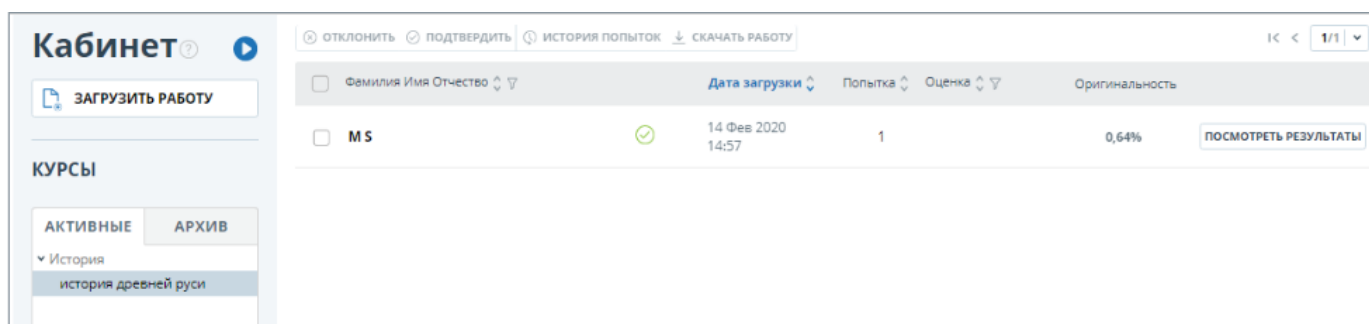 Кабинет
ЗАГРУЗИТЬ РАБОТУ
КУРСЫ
АКТИВНЫЕ АРХИВ
История
история древней руси
ОТКЛОНИТЬ ПОДТВЕРДИТЬ ИСТОРИЯ ПОПЫТОК СКАЧАТЬ РАБОТУ 1/1
Фамилия Имя Отчество Дата загрузки Попытка Оценка Оригинальность
M S 14 Фев 2020 1 0,64% ПОСМОТРЕТЬ РЕЗУЛЬТАТЫ
14:57